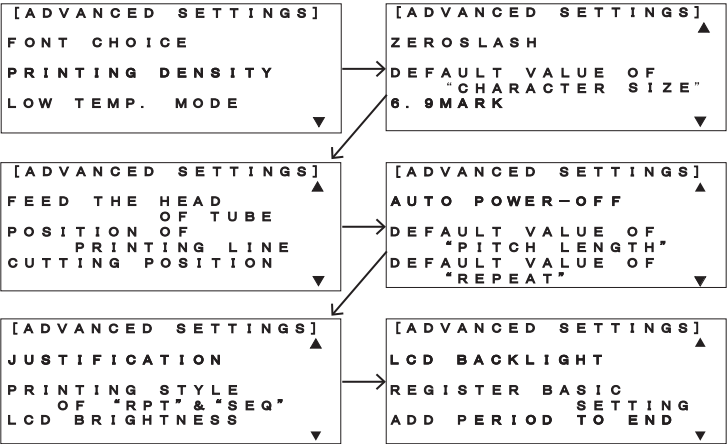 [ADVANCED SETTINGS]
FONT CHOICE
PRINTING DENSITY
LOW TEMP. MODE
▼
[ADVANCED SETTINGS]
▲
ZEROSLASH
DEFAULT VALUE OF
“CHARACTER SIZE”
6. 9MARK
▼
[ADVANCED SETTINGS]
▲
FEED THE HEAD
OF TUBE
POSITION OF
PRINTING LINE
CUTTING POSITION
▼
[ADVANCED SETTINGS]
▲
AUTO POWER-OFF
DEFAULT VALUE OF
“PITCH LENGTH”
DEFAULT VALUE OF
“REPEAT”
▼
[ADVANCED SETTINGS]
▲
JUSTIFICATION
PRINTING STYLE
OF “RPT”&“SEQ”
LCD BRIGHTNESS
▼
[ADVANCED SETTINGS]
▲
LCD BACKLIGHT
REGISTER BASIC
SETTING
ADD PERIOD TO END
▼